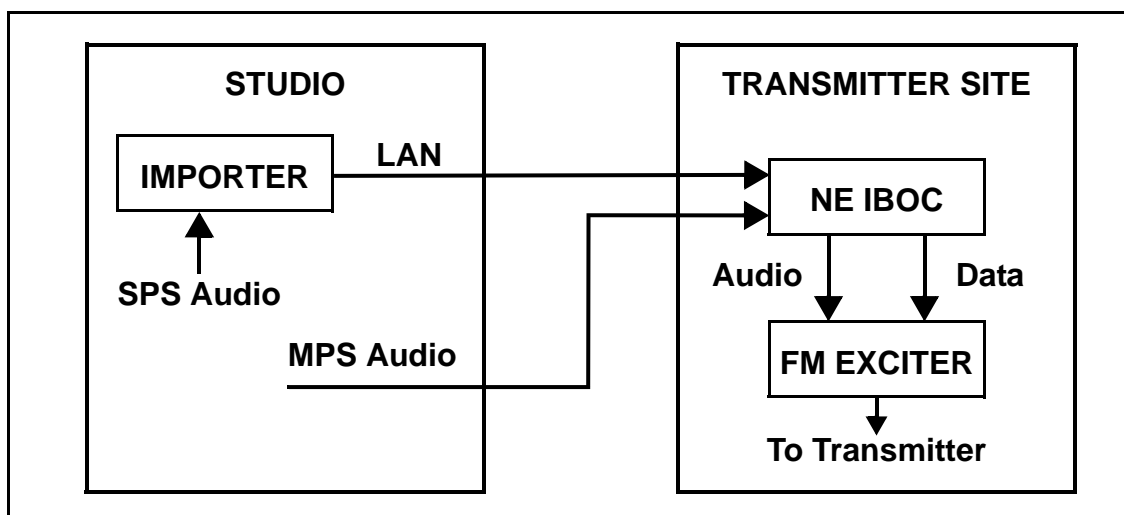 STUDIO
IMPORTER
LAN
SPS Audio
MPS Audio
TRANSMITTER SITE
NE IBOC
Audio
Data
FM EXCITER
To Transmitter